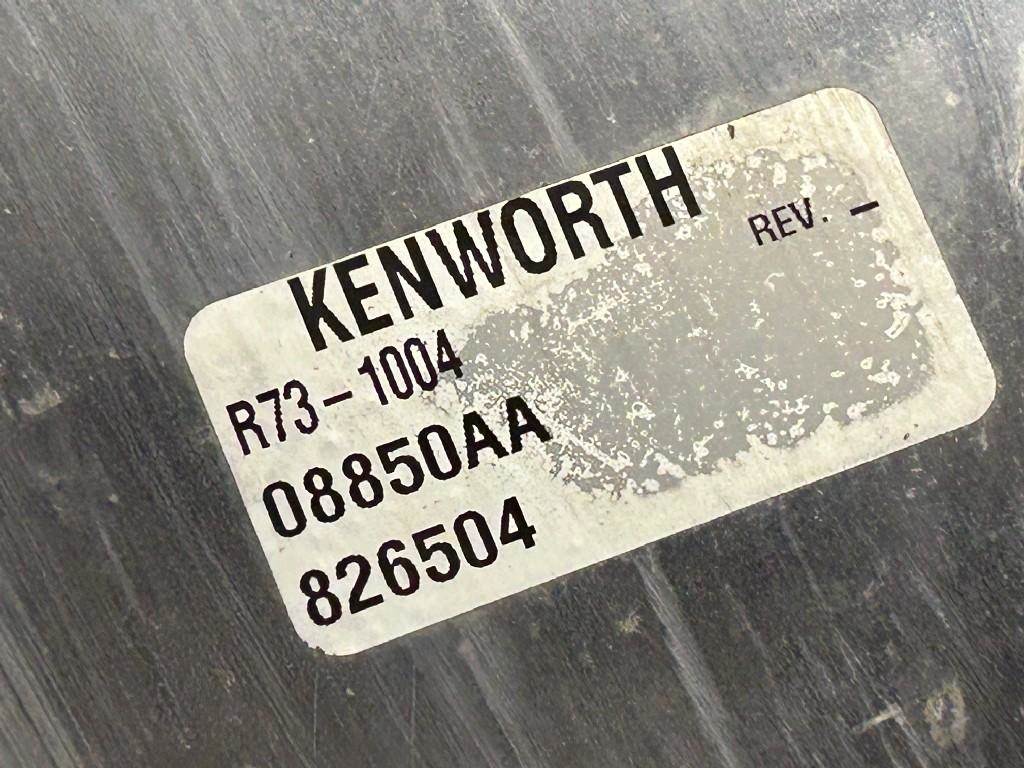 KENWORTH
REV. -
R73-1004
08850AA
826504